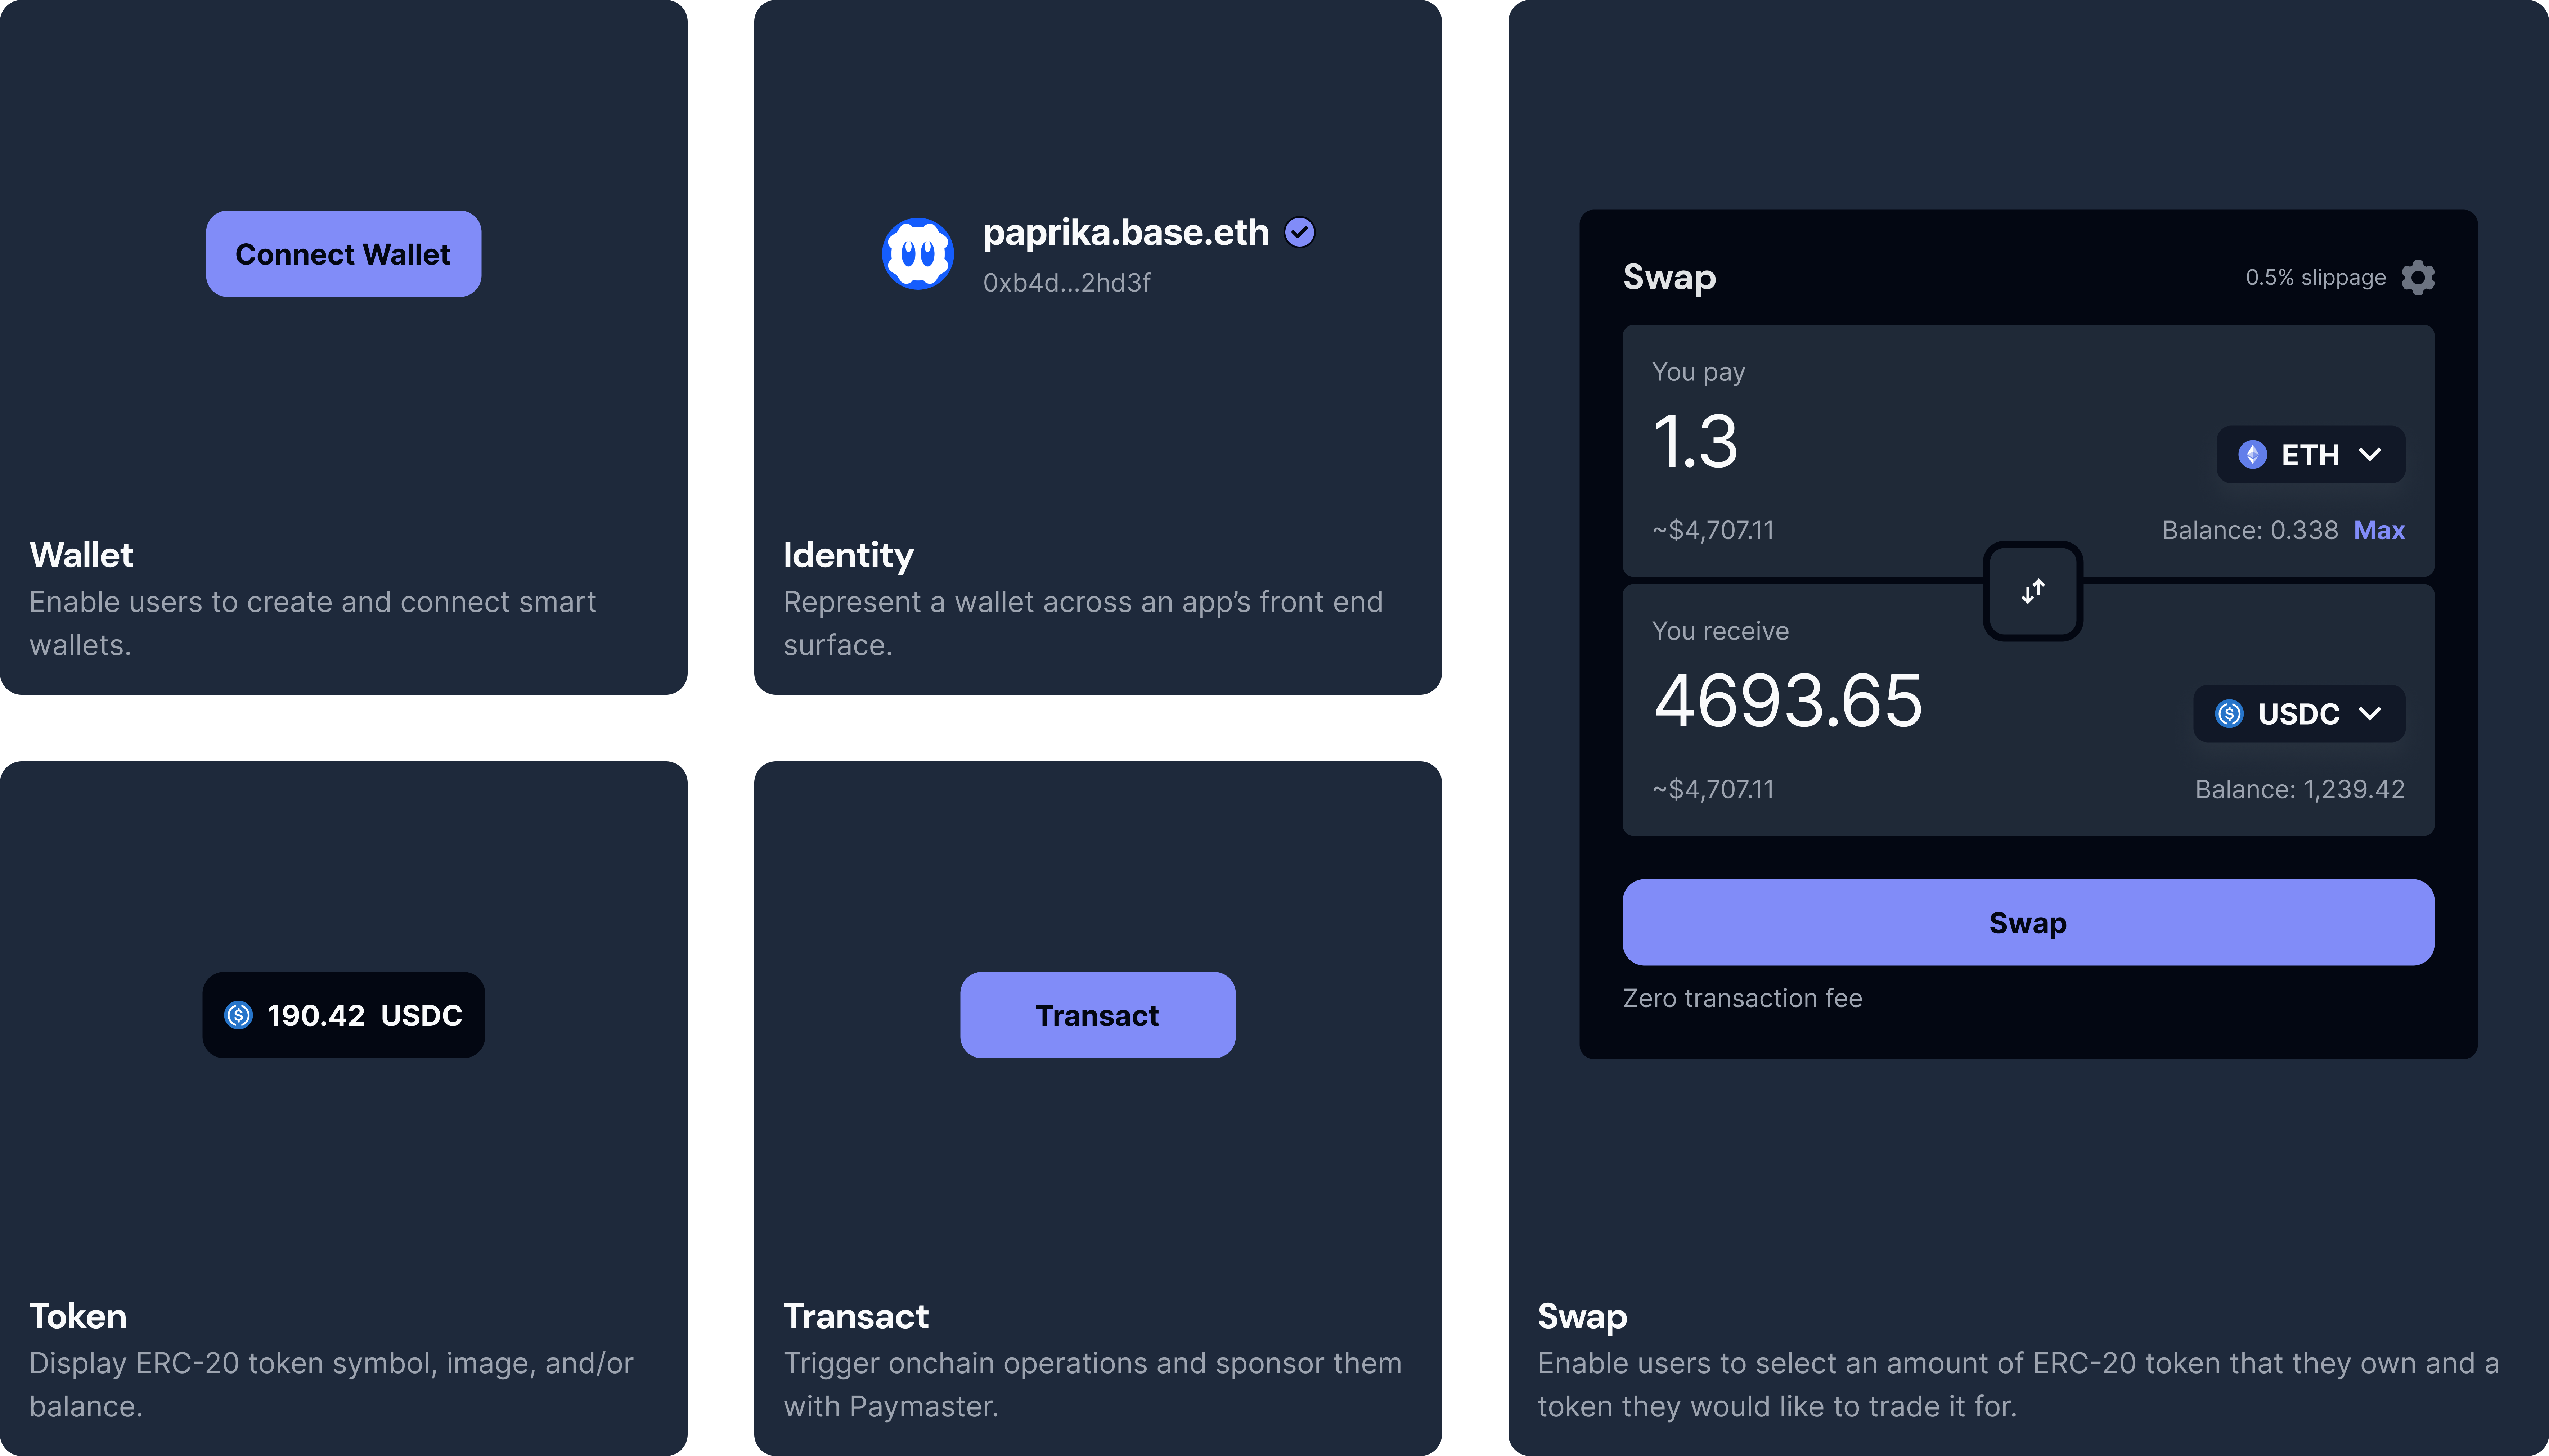 Connect Wallet
Wallet
Enable users to create and connect smart
wallets.
paprika.base.eth
0xb4d...2hd3f
Identity
Represent a wallet across an app’s front end
surface.
190.42 USDC
Token
Display ERC-20 token symbol, image, and/or
balance.
Transact
Transact
Trigger onchain operations and sponsor them
with Paymaster.
Swap
0.5% slippage
You pay
1.3
ETH
~$4,707.11
Balance: 0.338 Max
You receive
4693.65
USDC
~$4,707.11
Balance: 1,239.42
Swap
Zero transaction fee
Swap
Enable users to select an amount of ERC-20 token that they own and a
token they would like to trade it for.